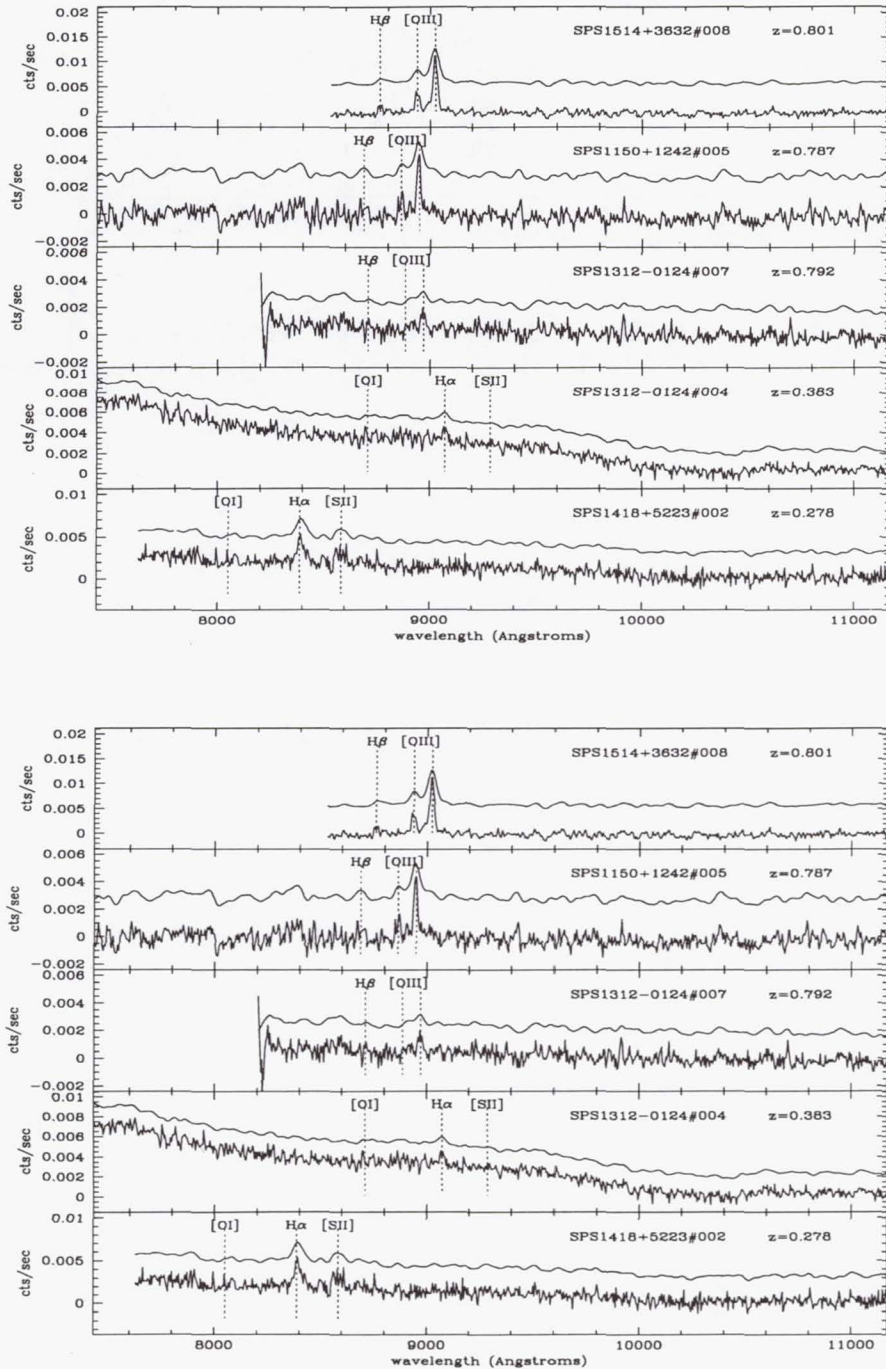 0.02
0.015
0.01
0.005
0
cts/sec
Hβ [OIII]
SPS1514+3632#008 z=0.801
0.006
0.004
0.002
0
−0.002
cts/sec
Hβ [OIII]
SPS1150+1242#005 z=0.787
0.006
0.004
0.002
0
−0.002
cts/sec
Hβ [OIII]
SPS1312−0124#007 z=0.792
0.01
0.008
0.006
0.004
0.002
0
cts/sec
[OI] Hα [SII]
SPS1312−0124#004 z=0.383
0.01
0.005
0
cts/sec
[OI] Hα [SII]
SPS1418+5223#002 z=0.278
8000 9000 10000 11000
wavelength (Angstroms)
0.02
0.015
0.01
0.005
0
cts/sec
Hβ [OIII]
SPS1514+3632#008 z=0.801
0.006
0.004
0.002
0
−0.002
cts/sec
Hβ [OIII]
SPS1150+1242#005 z=0.787
0.006
0.004
0.002
0
−0.002
cts/sec
Hβ [OIII]
SPS1312−0124#007 z=0.792
0.01
0.008
0.006
0.004
0.002
0
cts/sec
[OI] Hα [SII]
SPS1312−0124#004 z=0.383
0.01
0.005
0
cts/sec
[OI] Hα [SII]
SPS1418+5223#002 z=0.278
8000 9000 10000 11000
wavelength (Angstroms)